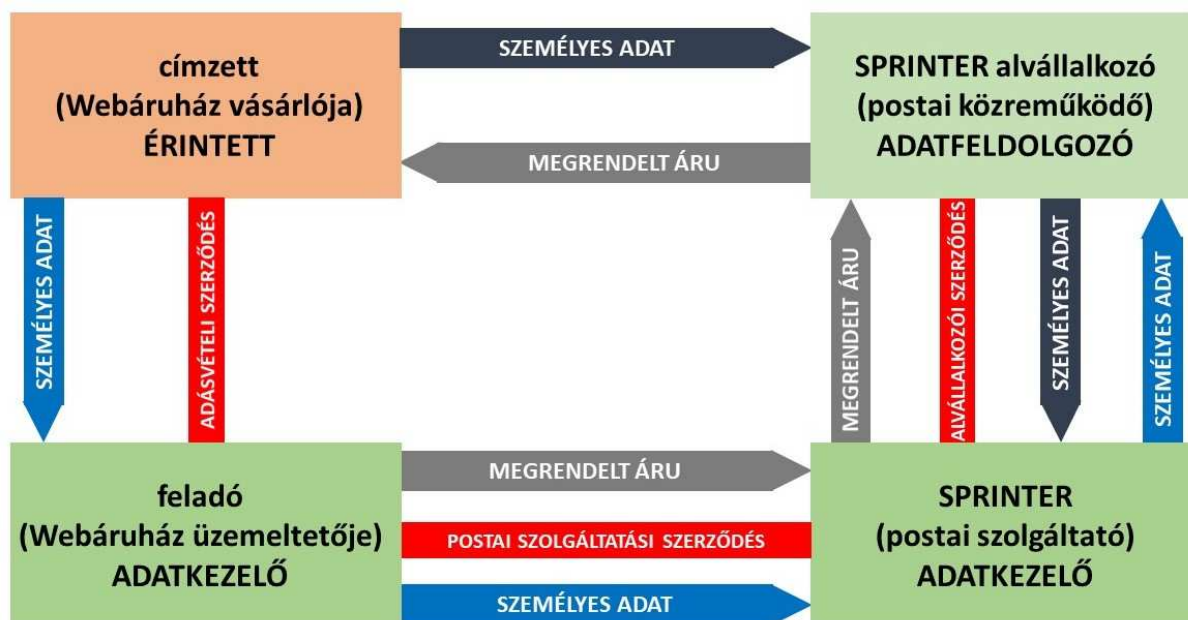 címzett
(Webáruház vásárlója)
ÉRINTETT
SZEMÉLYES ADAT
MEGRENDELT ÁRU
SPRINTER alvállalkozó
(postai közreműködő)
ADATFELDOLGOZÓ
SZEMÉLYES ADAT
ADÁSVÉTELI SZERZŐDÉS
MEGRENDELT ÁRU
ALVÁLLALKOZÓI SZERZŐDÉS
SZEMÉLYES ADAT
SZEMÉLYES ADAT
feladó
(Webáruház üzemeltetője)
ADATKEZELŐ
MEGRENDELT ÁRU
POSTAI SZOLGÁLTATÁSI SZERZŐDÉS
SZEMÉLYES ADAT
SPRINTER
(postai szolgáltató)
ADATKEZELŐ